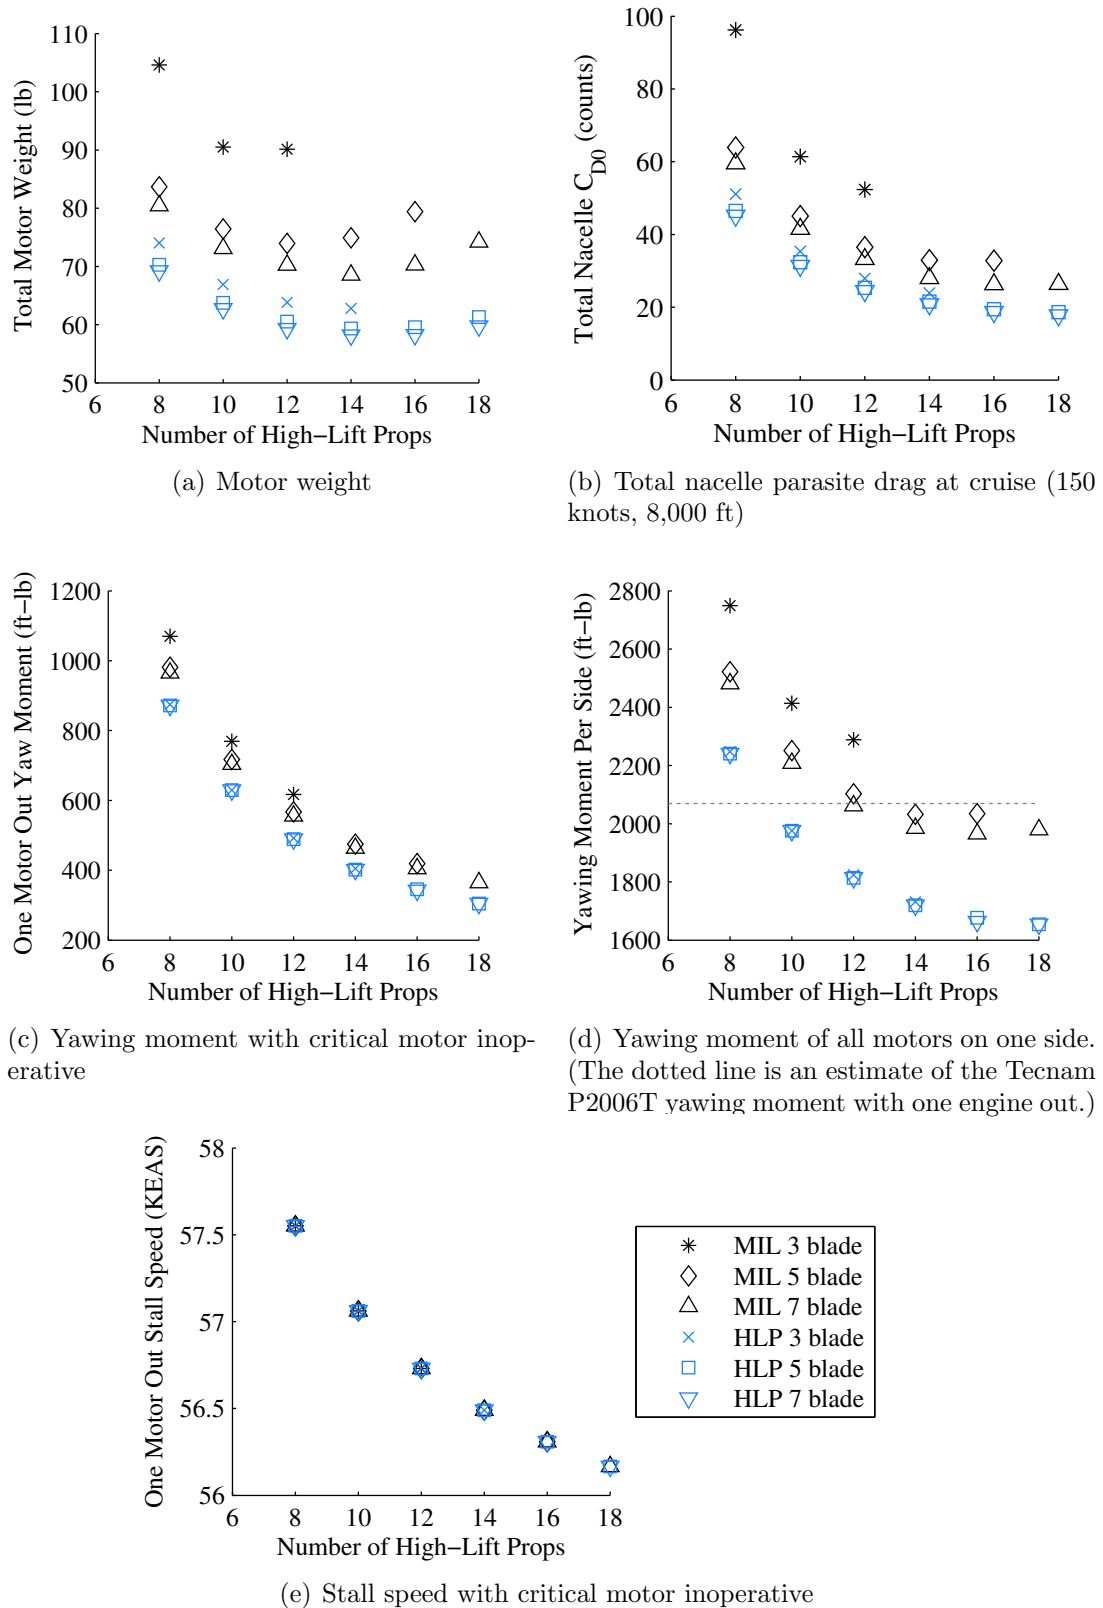 110
100
90
80
70
60
50
6 8 10 12 14 16 18
Total Motor Weight (lb)
Number of High−Lift Props
(a) Motor weight
100
80
60
40
20
0
6 8 10 12 14 16 18
Total Nacelle C_D0 (counts)
Number of High−Lift Props
(b) Total nacelle parasite drag at cruise (150
knots, 8,000 ft)
1200
1000
800
600
400
200
6 8 10 12 14 16 18
One Motor Out Yaw Moment (ft−lb)
Number of High−Lift Props
(c) Yawing moment with critical motor inop-
erative
2800
2600
2400
2200
2000
1800
1600
6 8 10 12 14 16 18
Yawing Moment Per Side (ft−lb)
Number of High−Lift Props
(d) Yawing moment of all motors on one side.
(The dotted line is an estimate of the Tecnam
P2006T yawing moment with one engine out.)
58
57.5
57
56.5
56
6 8 10 12 14 16 18
One Motor Out Stall Speed (KEAS)
Number of High−Lift Props
MIL 3 blade
MIL 5 blade
MIL 7 blade
HLP 3 blade
HLP 5 blade
HLP 7 blade
(e) Stall speed with critical motor inoperative